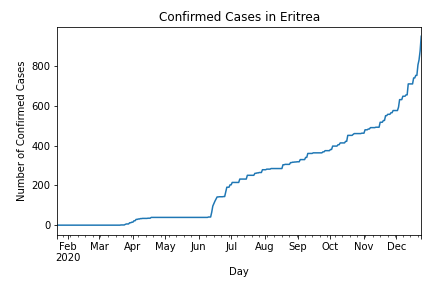 Confirmed Cases in Eritrea
Number of Confirmed Cases
800
600
400
200
0
Feb Mar Apr May Jun Jul Aug Sep Oct Nov Dec
2020
Day